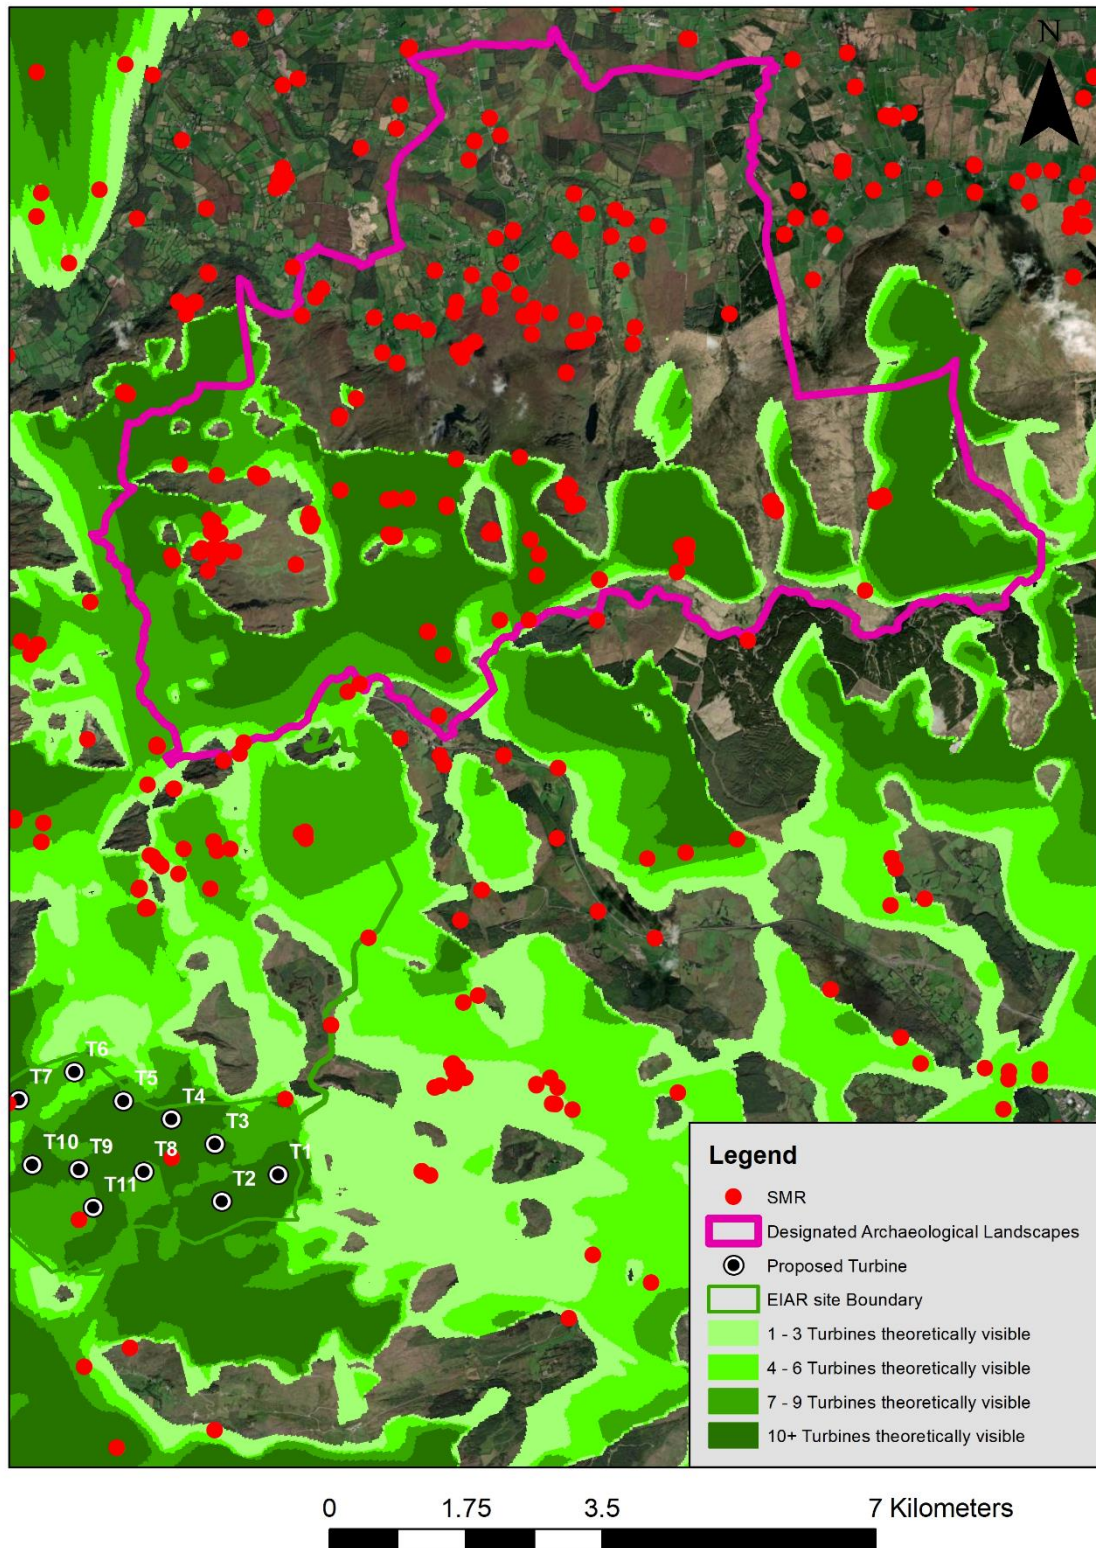 N
T6
T7
T5
T4
T3
T10
T9
T8
T1
T11
T2
Legend
SMR
Designated Archaeological Landscapes
Proposed Turbine
EIAR site Boundary
1 - 3 Turbines theoretically visible
4 - 6 Turbines theoretically visible
7 - 9 Turbines theoretically visible
10+ Turbines theoretically visible
0 1.75 3.5 7 Kilometers